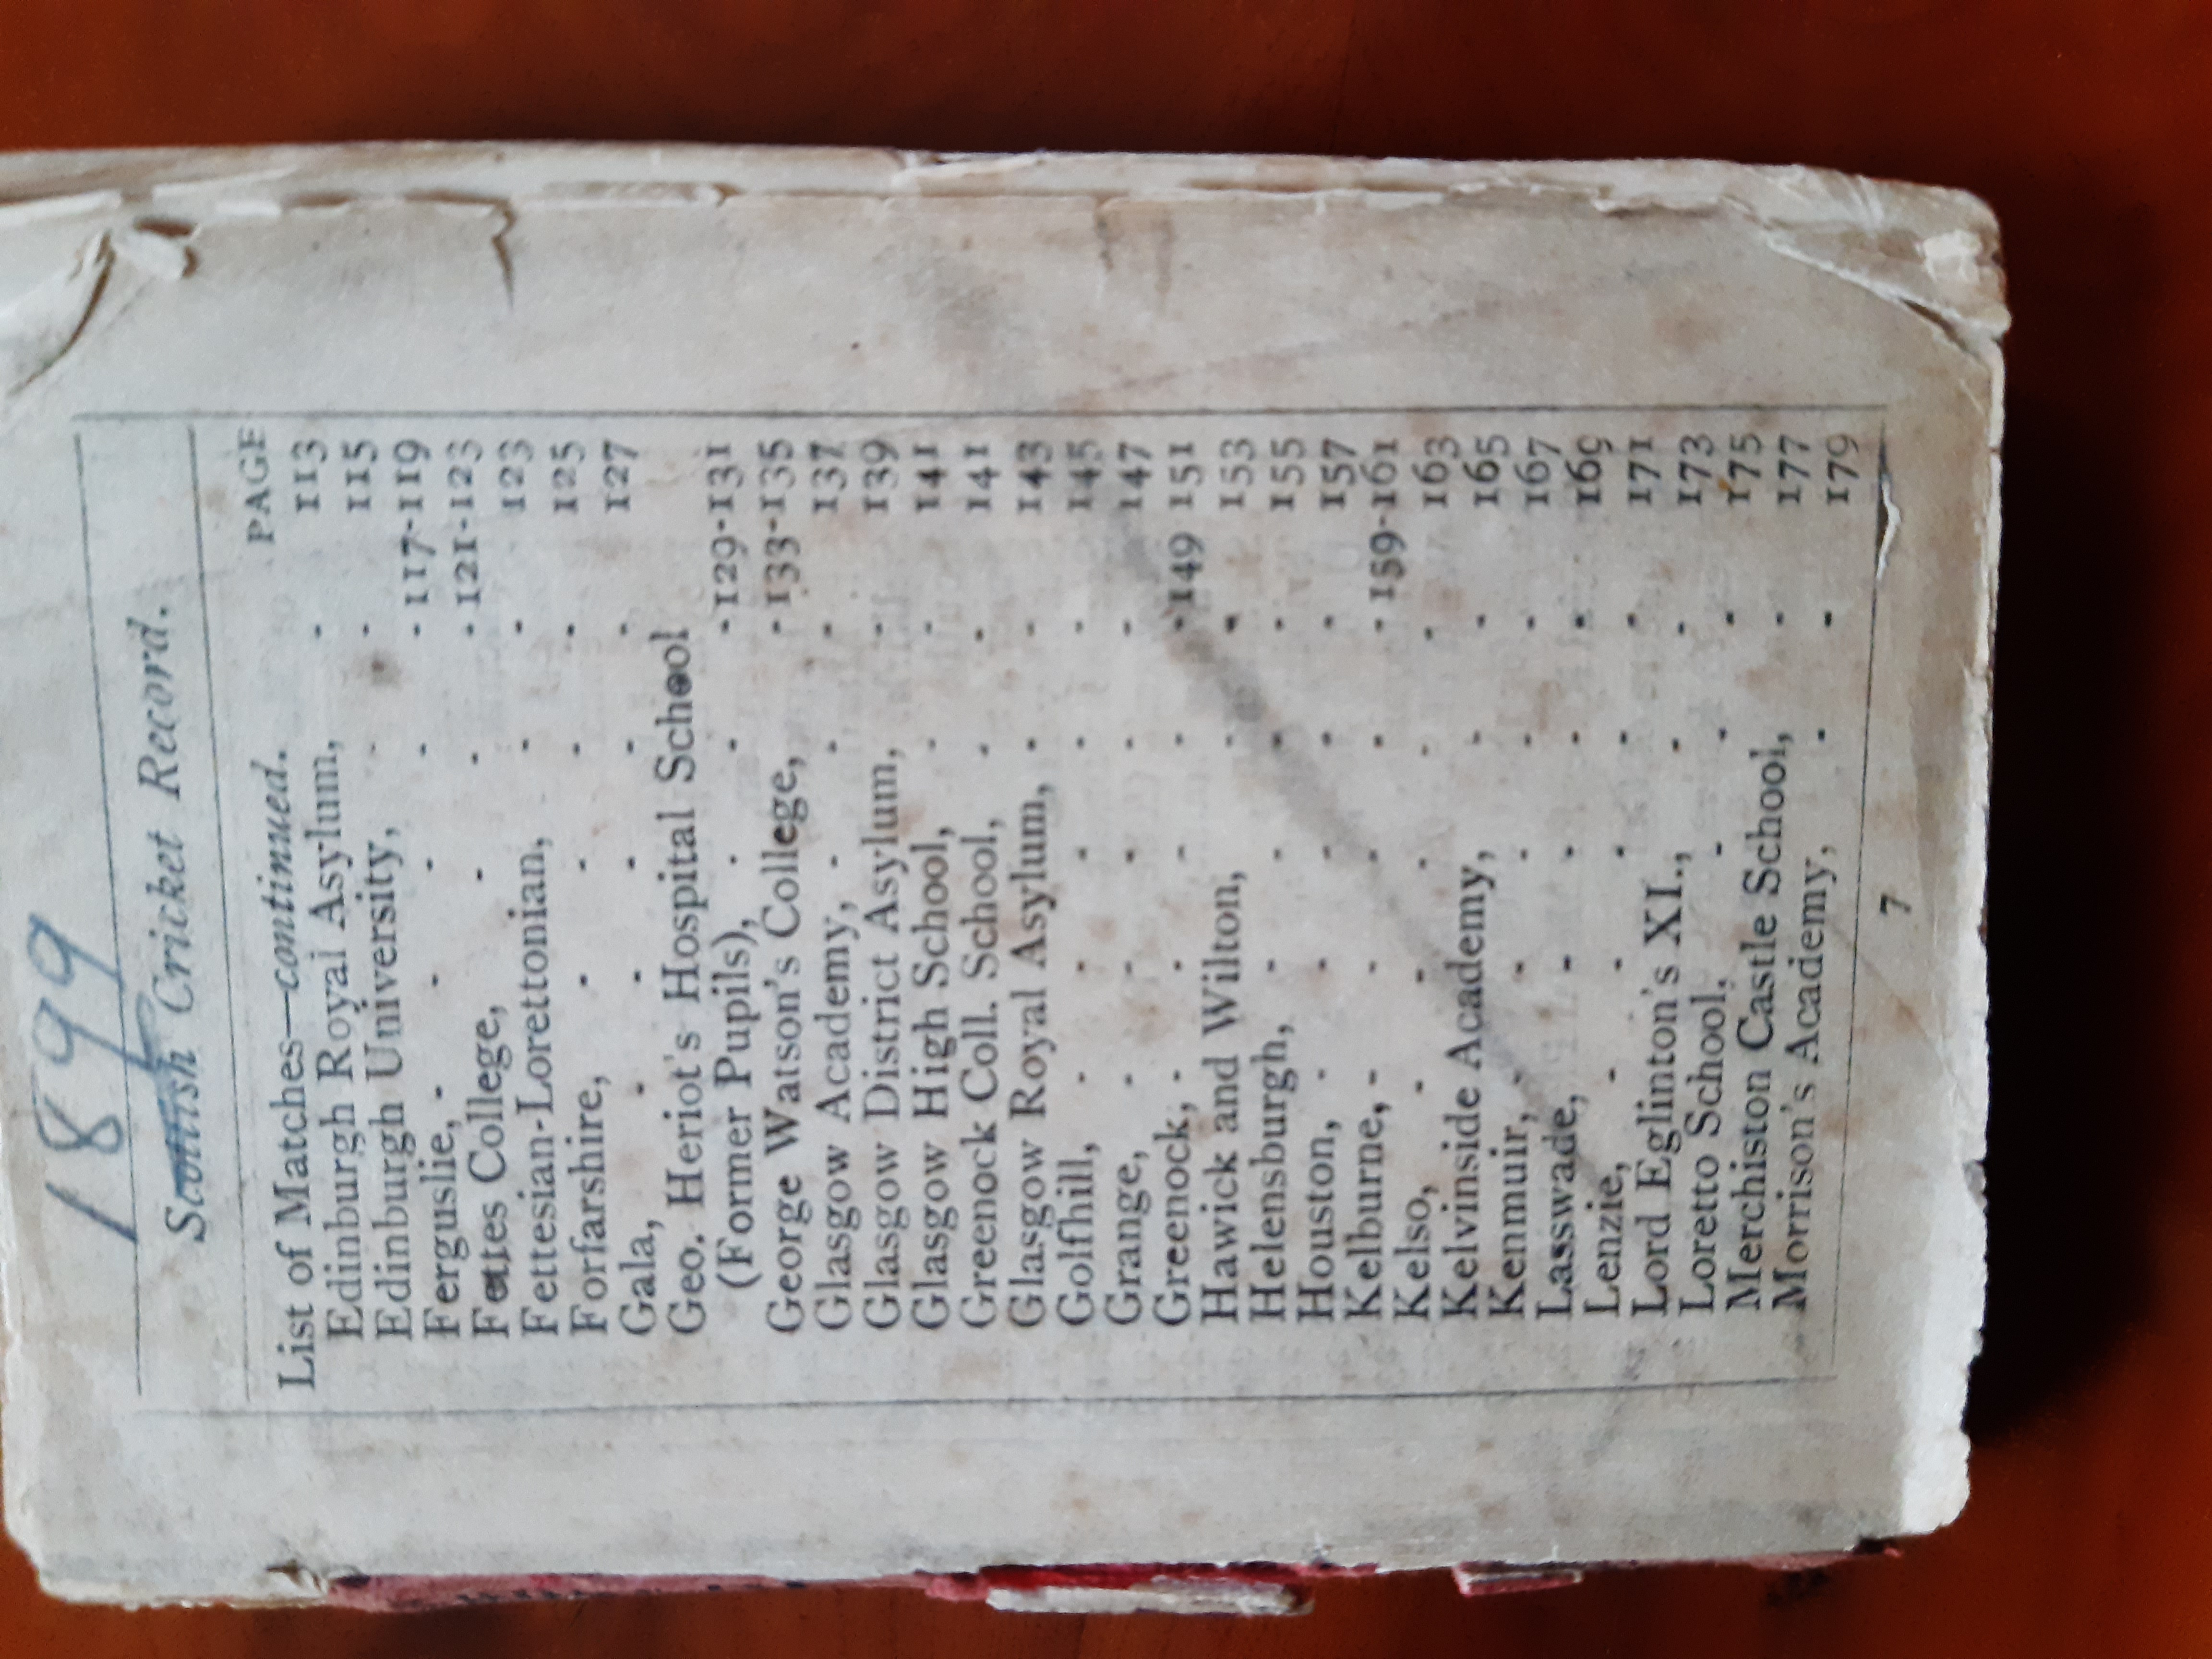 1899
Scottish Cricket Record.
PAGE
List of Matches—continued.
Edinburgh Royal Asylum, - 113
Edinburgh University, - - 115
Ferguslie, - - - - - 117-119
Fettes College, - - - 121-123
Fettesian-Lorettonian, - - 123
Forfarshire, - - - - 125
Gala, - - - - - 127
Geo. Heriot's Hospital School
(Former Pupils), - - - 129-131
George Watson's College, - 133-135
Glasgow Academy, - - - 137
Glasgow District Asylum, - 139
Glasgow High School, - - 141
Greenock Coll. School, - - 141
Glasgow Royal Asylum, - - 143
Golfhill, - - - - - 145
Grange, - - - - - 147
Greenock, - - - - - 149 151
Hawick and Wilton, - - 153
Helensburgh, - - - - 155
Houston, - - - - - 157
Kelburne, - - - - - 159-161
Kelso, - - - - - - 163
Kelvinside Academy, - - 165
Kenmuir, - - - - - 167
Lasswade, - - - - 169
Lenzie, - - - - - 171
Lord Eglinton's XI., - - 173
Loretto School, - - - 175
Merchiston Castle School, - 177
Morrison's Academy, - - 179
7